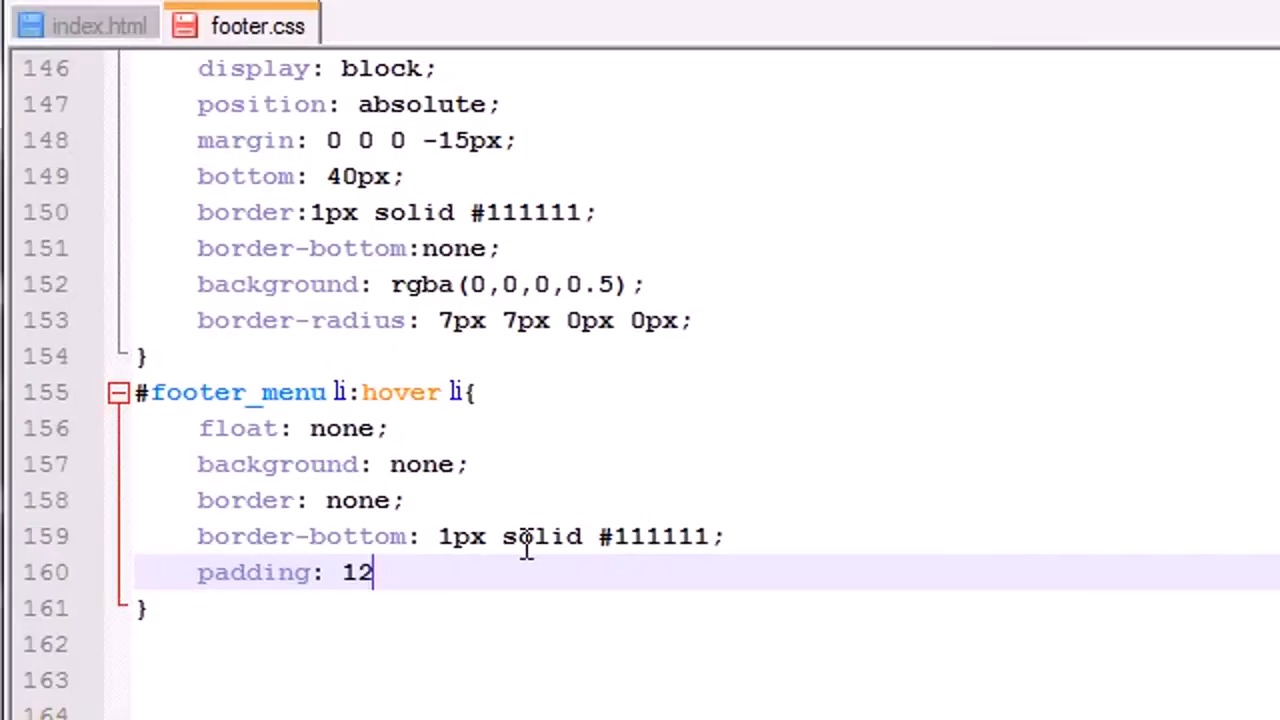 index.html footer.css
146 display: block;
147 position: absolute;
148 margin: 0 0 0 -15px;
149 bottom: 40px;
150 border:1px solid #111111;
151 border-bottom:none;
152 background: rgba(0,0,0,0.5);
153 border-radius: 7px 7px 0px 0px;
154 }
155 #footer_menu li:hover li{
156 float: none;
157 background: none;
158 border: none;
159 border-bottom: 1px solid #111111;
160 padding: 12
161 }
162
163
164